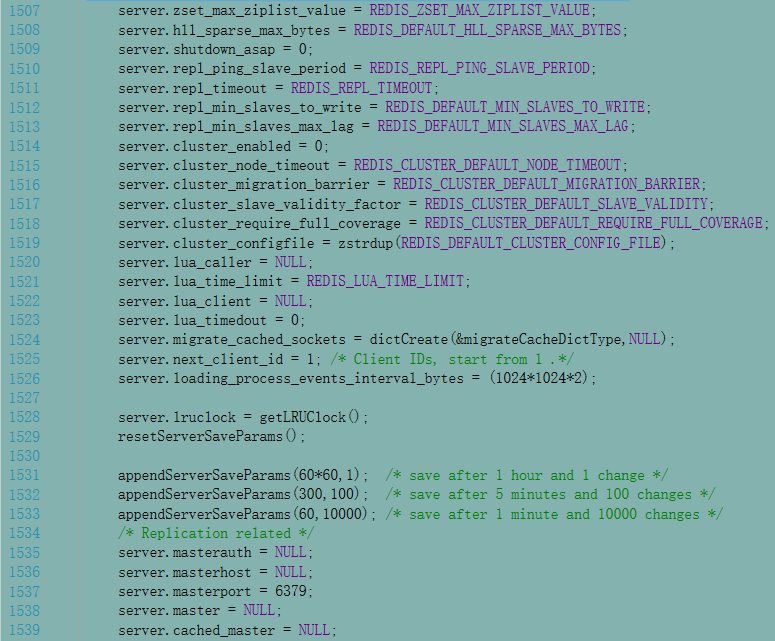 1507 server.zset_max_ziplist_value = REDIS_ZSET_MAX_ZIPLIST_VALUE;
1508 server.hll_sparse_max_bytes = REDIS_DEFAULT_HLL_SPARSE_MAX_BYTES;
1509 server.shutdown_asap = 0;
1510 server.repl_ping_slave_period = REDIS_REPL_PING_SLAVE_PERIOD;
1511 server.repl_timeout = REDIS_REPL_TIMEOUT;
1512 server.repl_min_slaves_to_write = REDIS_DEFAULT_MIN_SLAVES_TO_WRITE;
1513 server.repl_min_slaves_max_lag = REDIS_DEFAULT_MIN_SLAVES_MAX_LAG;
1514 server.cluster_enabled = 0;
1515 server.cluster_node_timeout = REDIS_CLUSTER_DEFAULT_NODE_TIMEOUT;
1516 server.cluster_migration_barrier = REDIS_CLUSTER_DEFAULT_MIGRATION_BARRIER;
1517 server.cluster_slave_validity_factor = REDIS_CLUSTER_DEFAULT_SLAVE_VALIDITY;
1518 server.cluster_require_full_coverage = REDIS_CLUSTER_DEFAULT_REQUIRE_FULL_COVERAGE;
1519 server.cluster_configfile = zstrdup(REDIS_DEFAULT_CLUSTER_CONFIG_FILE);
1520 server.lua_caller = NULL;
1521 server.lua_time_limit = REDIS_LUA_TIME_LIMIT;
1522 server.lua_client = NULL;
1523 server.lua_timedout = 0;
1524 server.migrate_cached_sockets = dictCreate(&migrateCacheDictType,NULL);
1525 server.next_client_id = 1; /* Client IDs, start from 1 .*/
1526 server.loading_process_events_interval_bytes = (1024*1024*2);
1527
1528 server.lruclock = getLRUClock();
1529 resetServerSaveParams();
1530
1531 appendServerSaveParams(60*60,1); /* save after 1 hour and 1 change */
1532 appendServerSaveParams(300,100); /* save after 5 minutes and 100 changes */
1533 appendServerSaveParams(60,10000); /* save after 1 minute and 10000 changes */
1534 /* Replication related */
1535 server.masterauth = NULL;
1536 server.masterhost = NULL;
1537 server.masterport = 6379;
1538 server.master = NULL;
1539 server.cached_master = NULL;